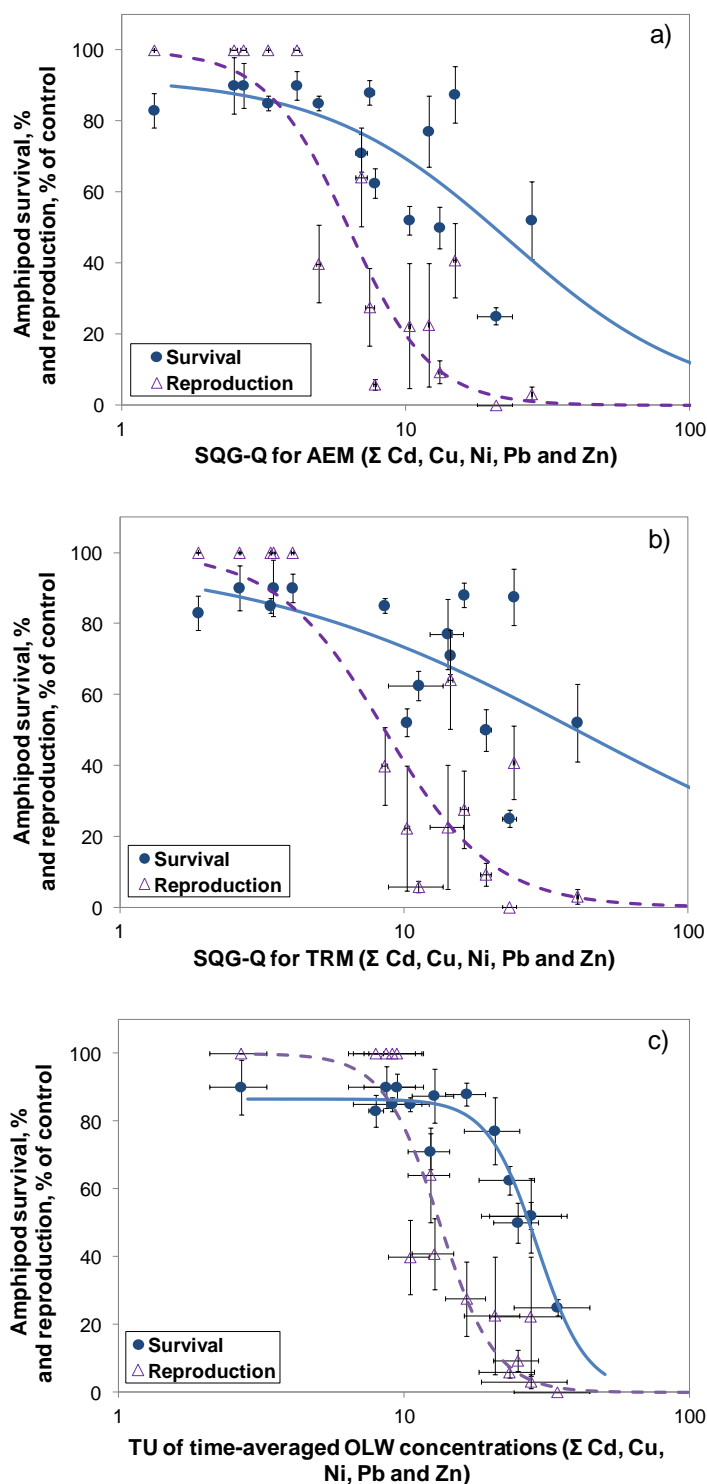 a)
100
80
60
40
20
0
Amphipod survival, %
and reproduction, % of control
Survival
Reproduction
1
10
100
SQG-Q for AEM (Σ Cd, Cu, Ni, Pb and Zn)
b)
100
80
60
40
20
0
Amphipod survival, %
and reproduction, % of control
Survival
Reproduction
1
10
100
SQG-Q for TRM (Σ Cd, Cu, Ni, Pb and Zn)
c)
100
80
60
40
20
0
Amphipod survival, %
and reproduction, % of control
Survival
Reproduction
1
10
100
TU of time-averaged OLW concentrations (Σ Cd, Cu,
Ni, Pb and Zn)